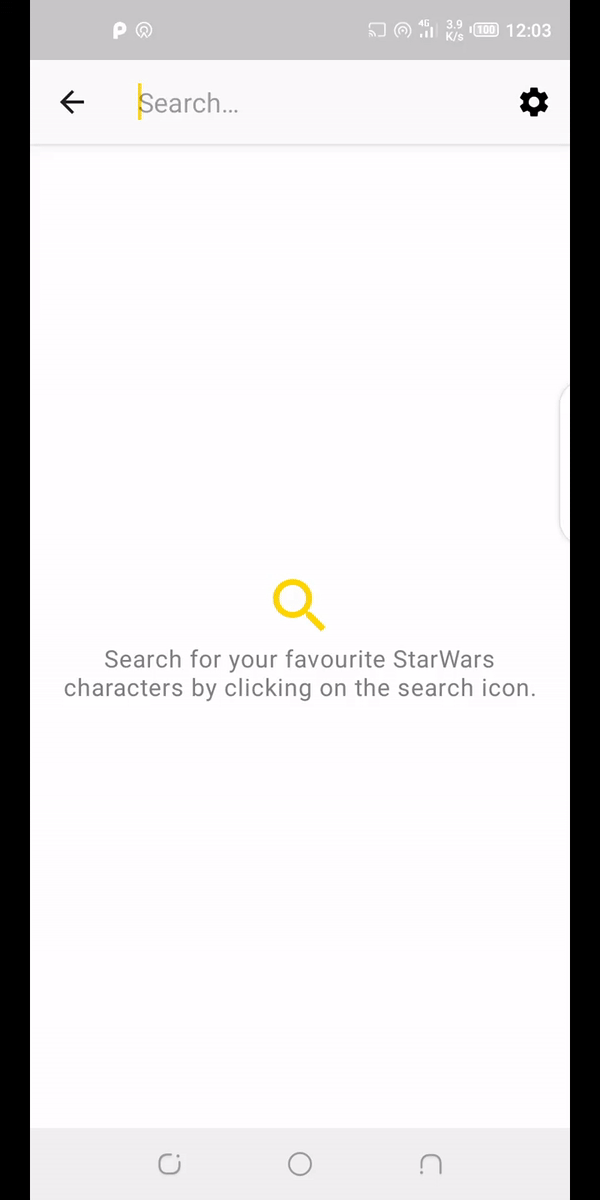 4G 3.9 K/s 100 12:03
Search...
Search for your favourite StarWars
characters by clicking on the search icon.